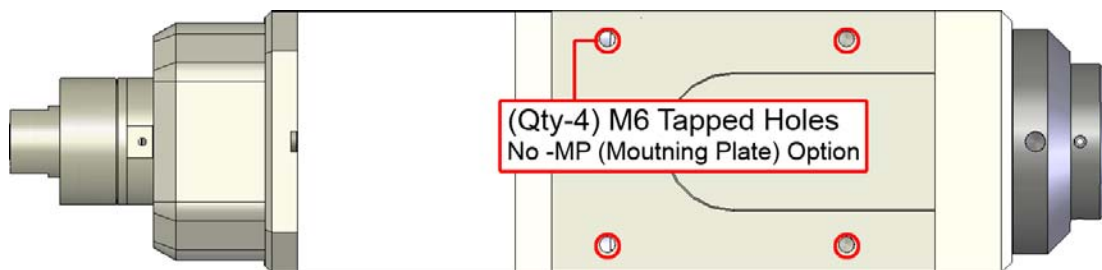 (Qty-4) M6 Tapped Holes
No -MP (Moutning Plate) Option